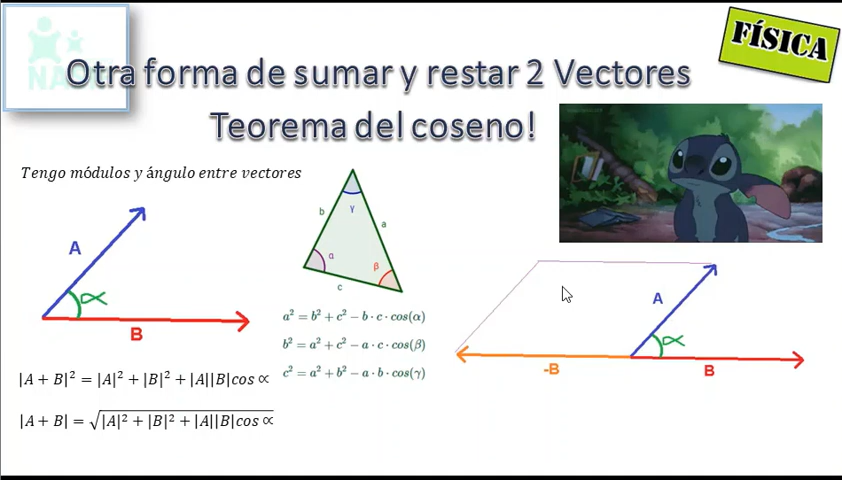 FÍSICA
NA
Otra forma de sumar y restar 2 Vectores
Teorema del coseno!
Tengo módulos y ángulo entre vectores
A
∝
B
b
γ
a
α
β
c
a² = b² + c² − b · c · cos(α)
b² = a² + c² − a · c · cos(β)
c² = a² + b² − a · b · cos(γ)
|A + B|² = |A|² + |B|² + |A||B|cos ∝
|A + B| = √|A|² + |B|² + |A||B|cos ∝
A
∝
-B
B